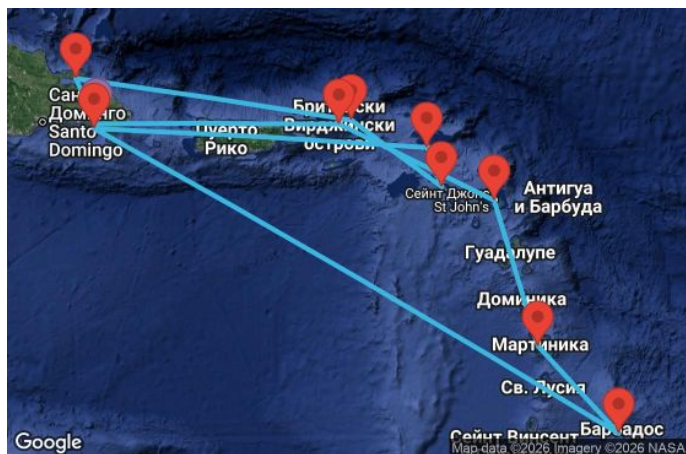 Сан
Доминго
Santo
Domingo
Пуерто
Рико
Британски
Вирджински
острови
Сейнт Джонс
St John's
Антигуа
и Барбуда
Гуадалупе
Доминика
Мартиника
Св. Лусия
Барбадос
Сейнт Винсент
Google
Map data ©2026 Imagery ©2026 NASA